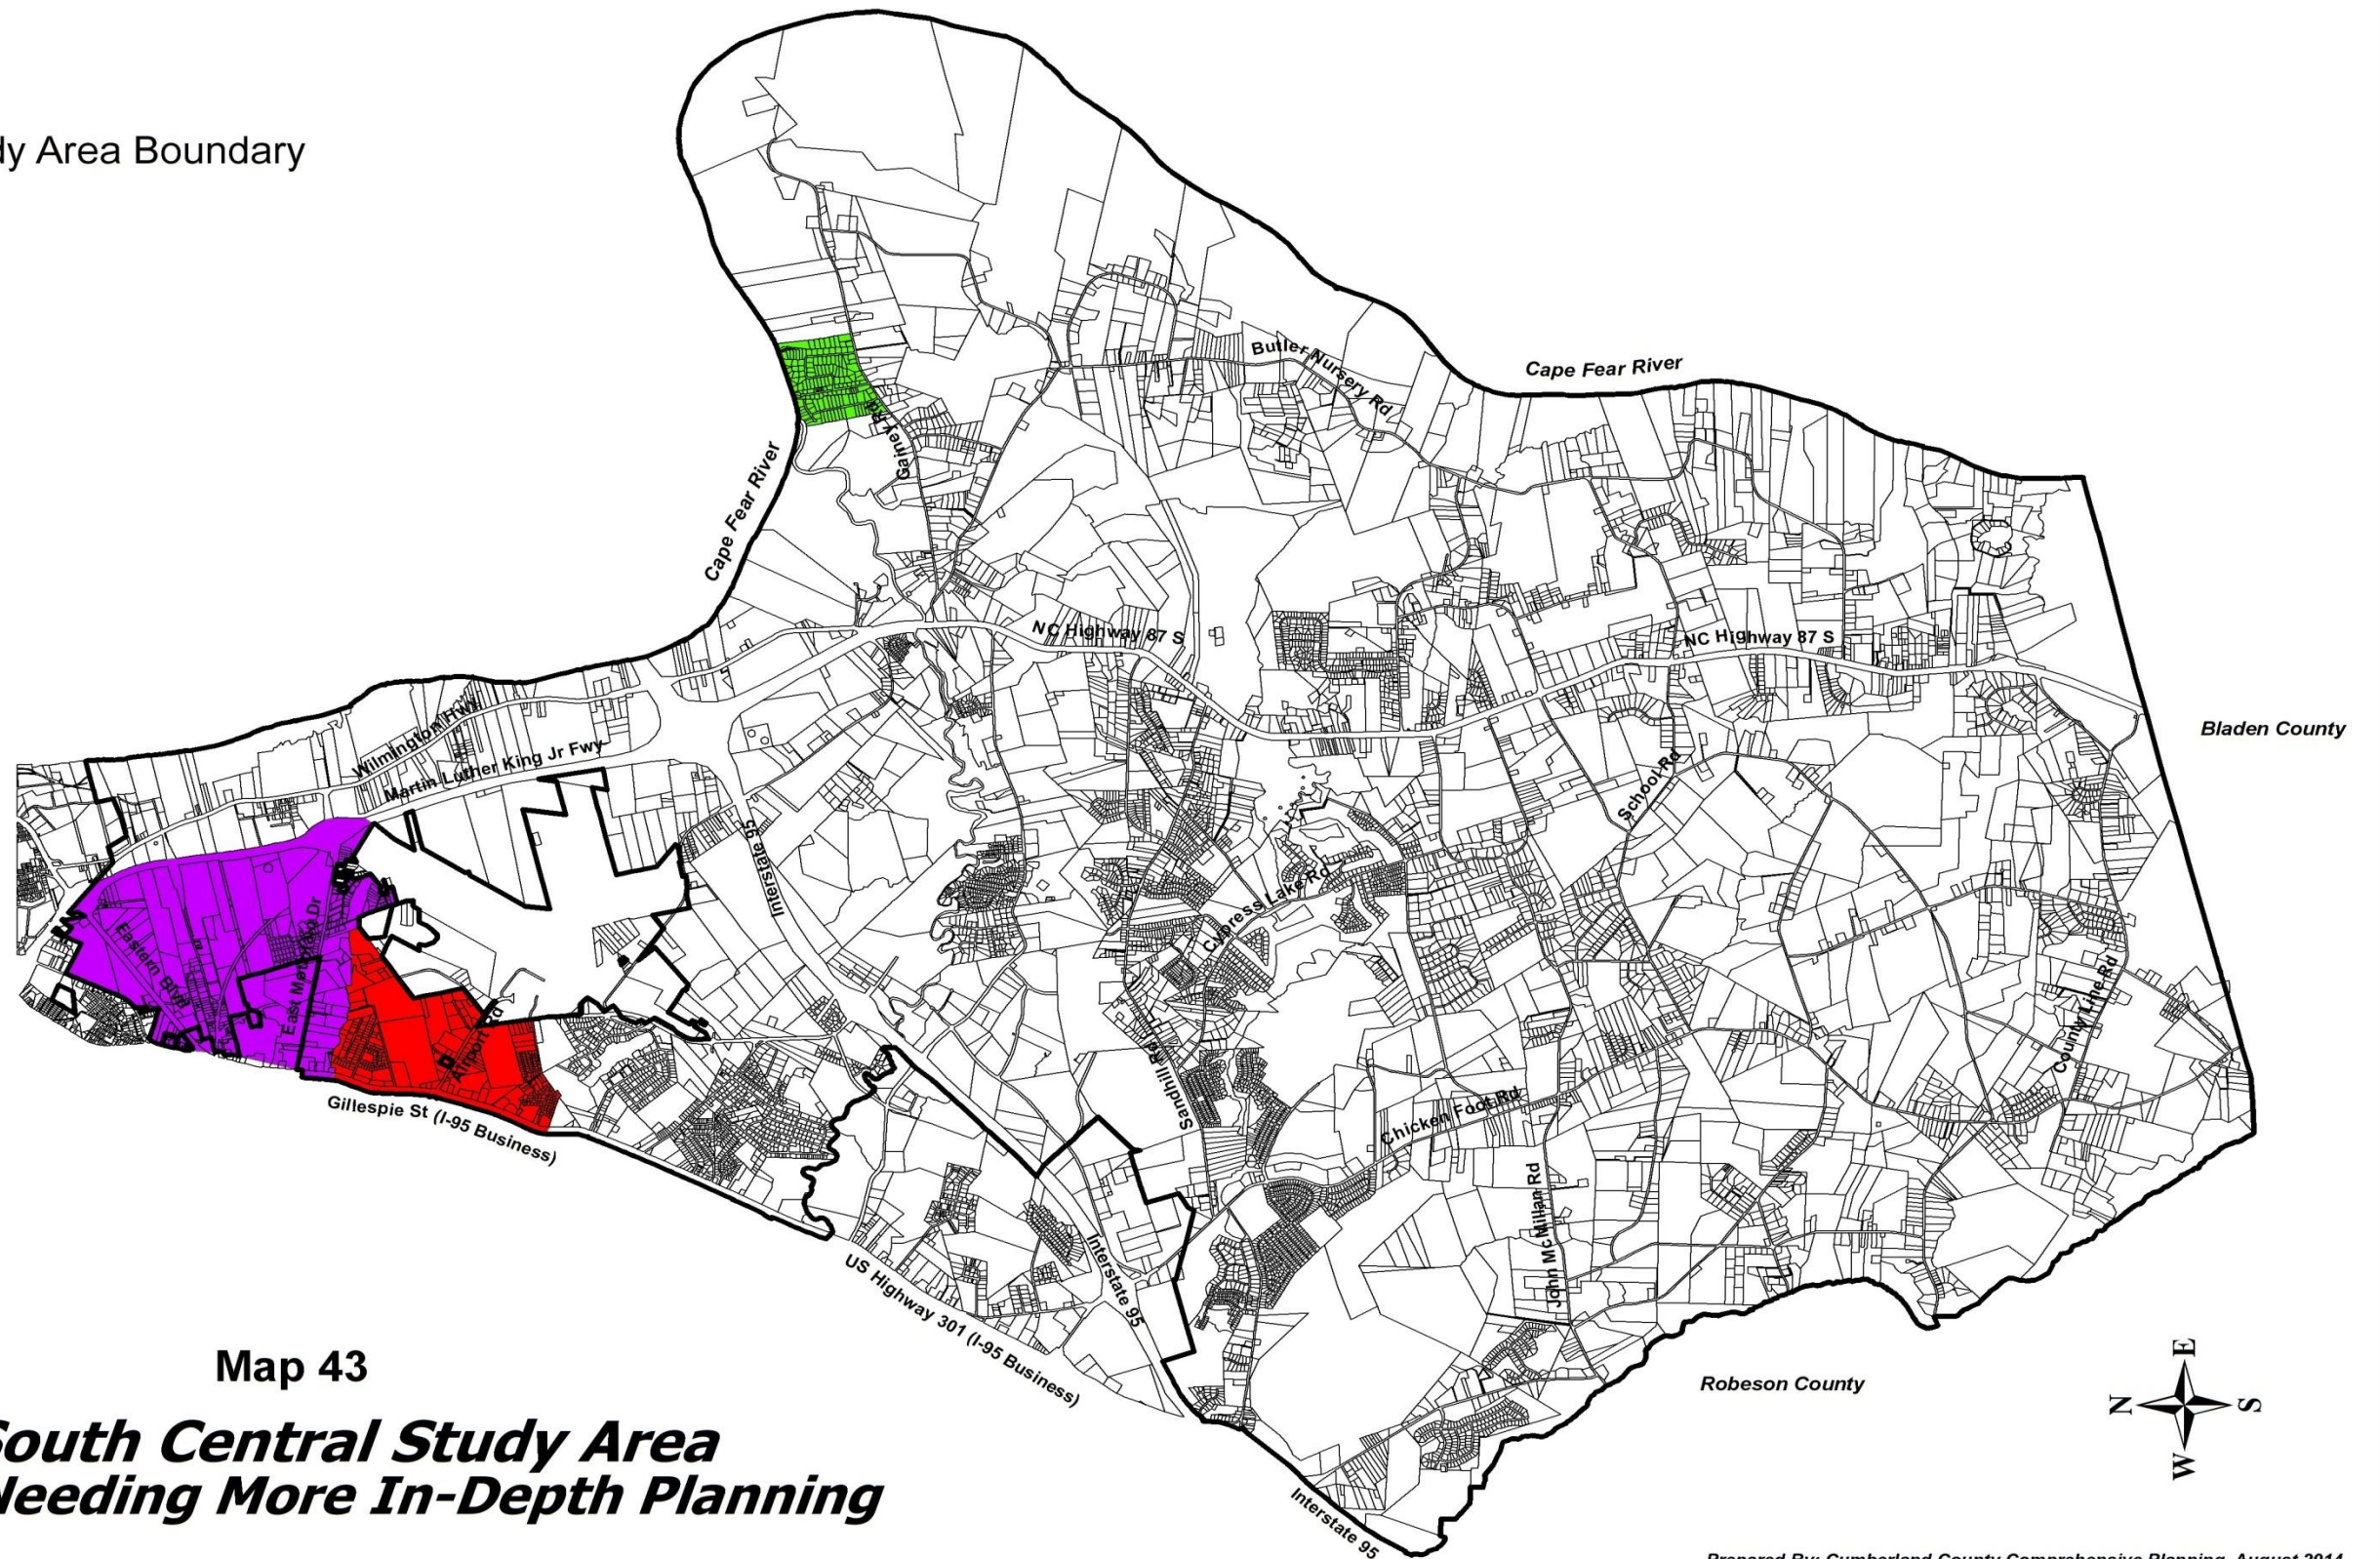 dy Area Boundary
Cape Fear River
Butler Nursery Rd
Gainey Rd
Cape Fear River
NC Highway 87 S
NC Highway 87 S
Bladen County
Wilmington Hwy
Martin Luther King Jr Fwy
School Rd
Interstate 95
Cypress Lake Rd
Eastern Blvd
East Mountain Dr
Airport Rd
County Line Rd
Sandhill Rd
Chicken Foot Rd
Gillespie St (I-95 Business)
John McMillan Rd
Interstate 95
US Highway 301 (I-95 Business)
Map 43
South Central Study Area
Needing More In-Depth Planning
Robeson County
E
N
S
W
Interstate 95
Prepared By: Cumberland County Comprehensive Planning, August 2014